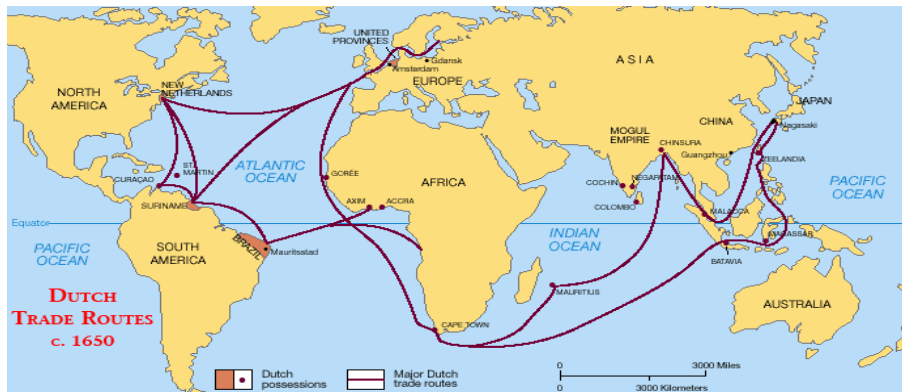 UNITED
PROVINCES
Gdansk
Amsterdam
EUROPE
ASIA
NORTH
AMERICA
NEW
NETHERLANDS
JAPAN
CHINA
Nagasaki
MOGUL
EMPIRE
CHINSURA
Guangzhou
ZEELANDIA
ST.
MARTIN
ATLANTIC
OCEAN
CURAÇAO
GORÉE
AFRICA
COCHIN
NEGAPATAM
COLOMBO
PACIFIC
OCEAN
SURINAME
AXIM
ACCRA
MALACCA
Equator
INDIAN
OCEAN
PACIFIC
OCEAN
SOUTH
AMERICA
BRAZIL
Mauritsstad
MACASSAR
BATAVIA
MAURITIUS
AUSTRALIA
DUTCH
TRADE ROUTES
C. 1650
CAPE TOWN
Dutch
possessions
Major Dutch
trade routes
0 3000 Miles
0 3000 Kilometers